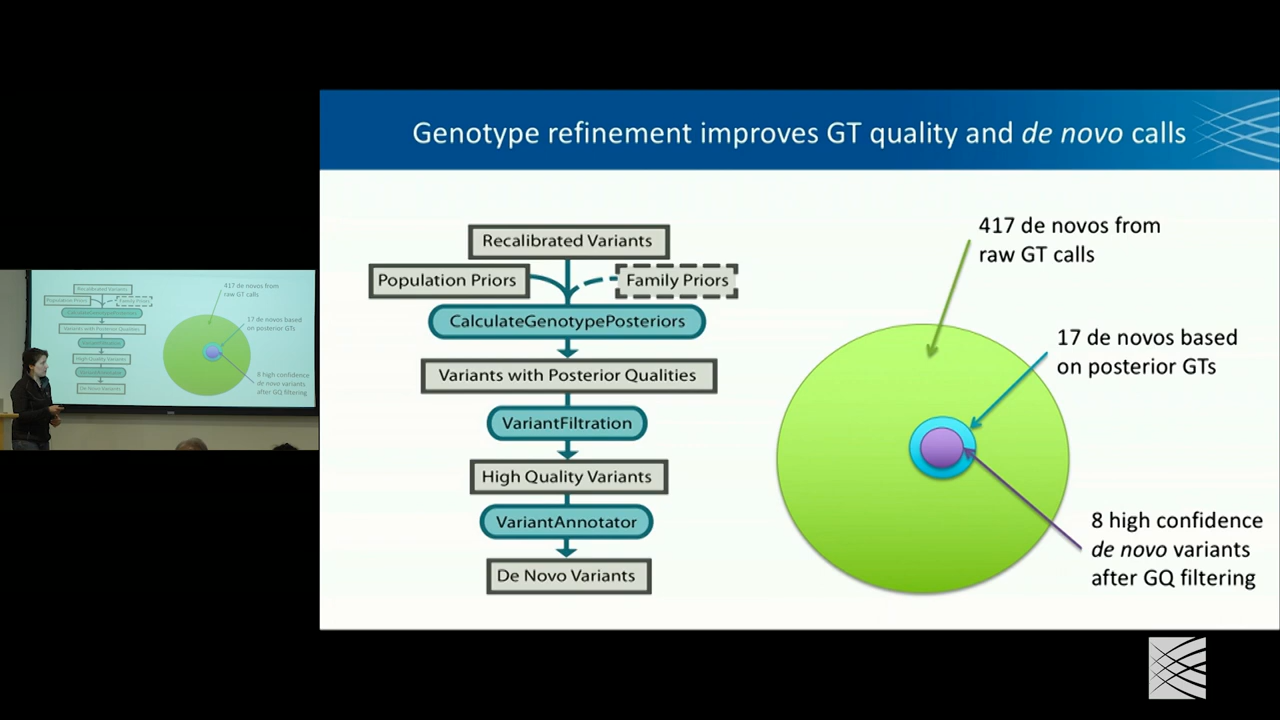 Genotype refinement improves GT quality and de novo calls
Recalibrated Variants
Population Priors
Family Priors
CalculateGenotypePosteriors
Variants with Posterior Qualities
VariantFiltration
High Quality Variants
VariantAnnotator
De Novo Variants
417 de novos from
raw GT calls
17 de novos based
on posterior GTs
8 high confidence
de novo variants
after GQ filtering